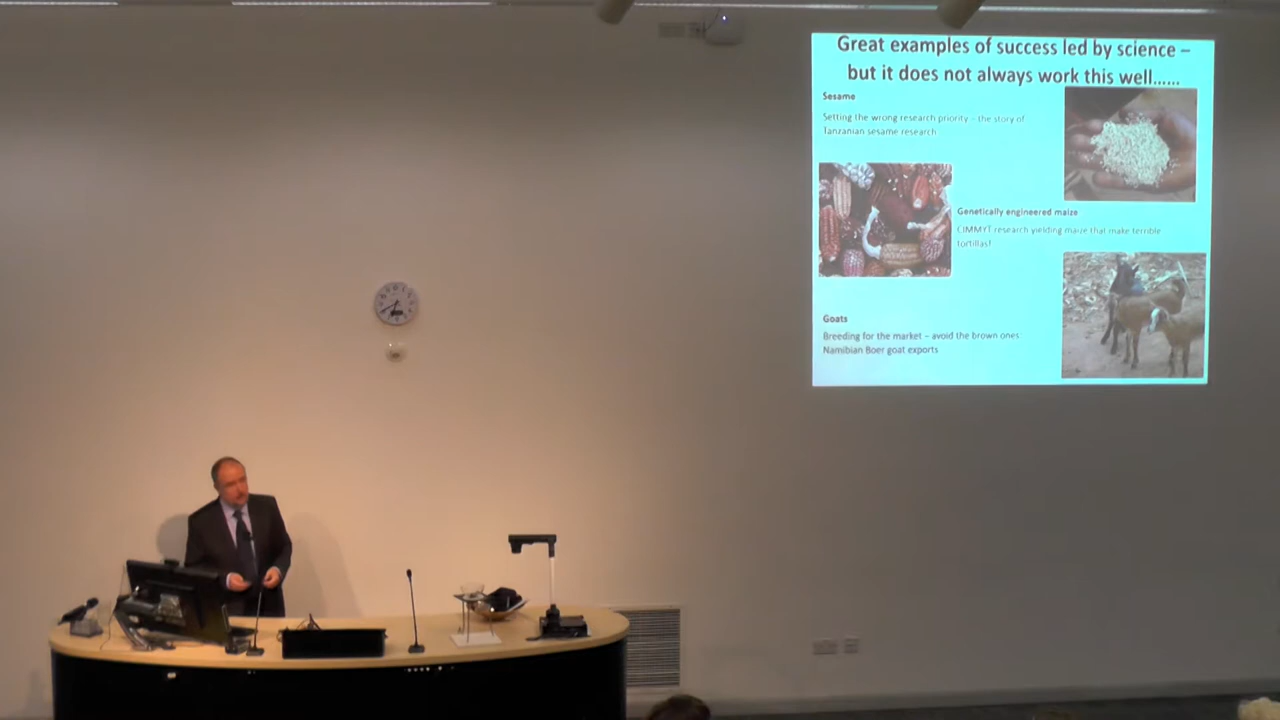 Great examples of success led by science –
but it does not always work this well......
Sesame
Setting the wrong research priority – the story of
Tanzanian sesame research
Genetically engineered maize
CIMMYT research yielding maize that make terrible
tortillas!
Goats
Breeding for the market – avoid the brown ones:
Namibian Boer goat exports